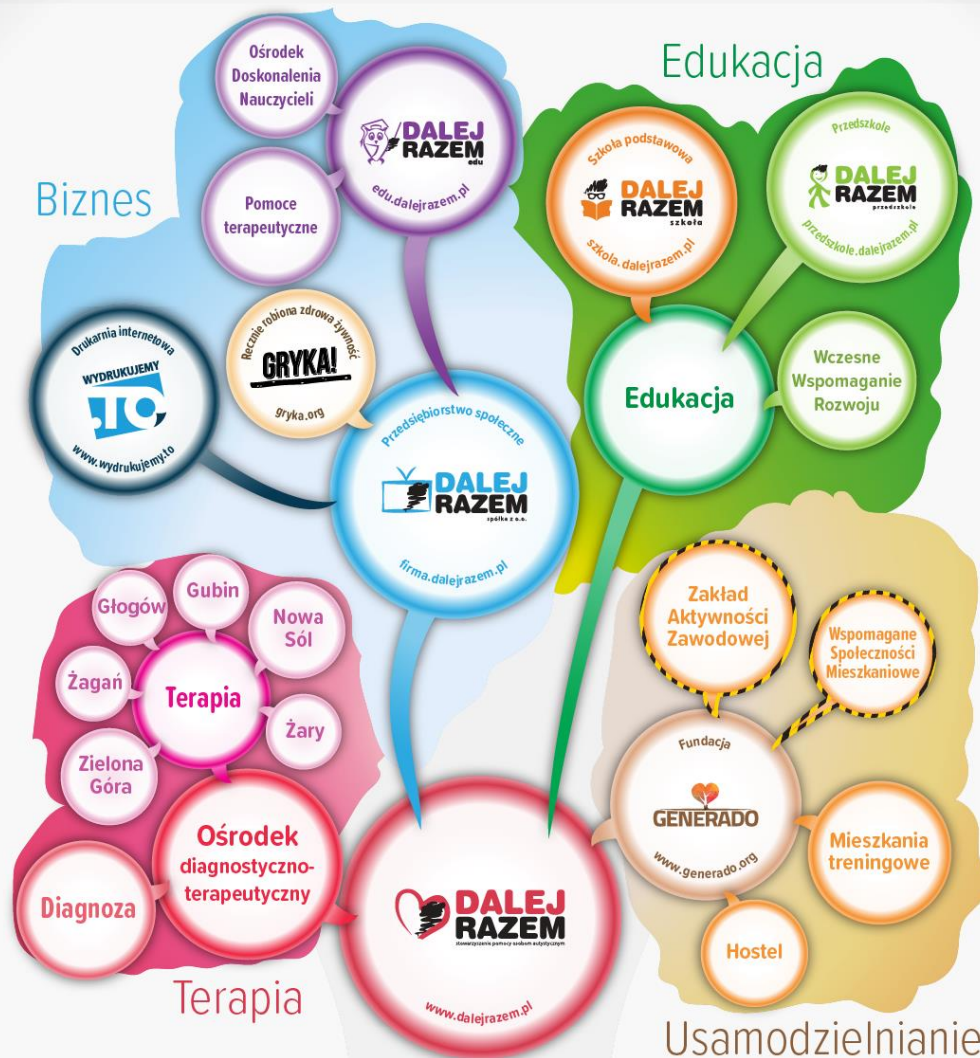 Biznes
Ośrodek
Doskonalenia
Nauczycieli
Pomoce
terapeutyczne
DALEJ
RAZEM
edu
edu.dalejrazem.pl
Drukarnia internetowa
WYDRUKUJEMY
.TO
www.wydrukujemy.to
Ręcznie robiona zdrowa żywność
GRYKA!
gryka.org
Przedsiębiorstwo społeczne
DALEJ
RAZEM
spółka z o.o.
firma.dalejrazem.pl
Edukacja
Szkoła podstawowa
DALEJ
RAZEM
szkoła
szkola.dalejrazem.pl
Przedszkole
DALEJ
RAZEM
przedszkole
przedszkole.dalejrazem.pl
Edukacja
Wczesne
Wspomaganie
Rozwoju
Głogów
Gubin
Nowa
Sól
Żagań
Terapia
Żary
Zielona
Góra
Ośrodek
diagnostyczno-
terapeutyczny
Diagnoza
Terapia
DALEJ
RAZEM
stowarzyszenie pomocy osobom autystycznym
www.dalejrazem.pl
Zakład
Aktywności
Zawodowej
Wspomagane
Społeczności
Mieszkaniowe
Fundacja
GENERADO
www.generado.org
Mieszkania
treningowe
Hostel
Usamodzielnianie